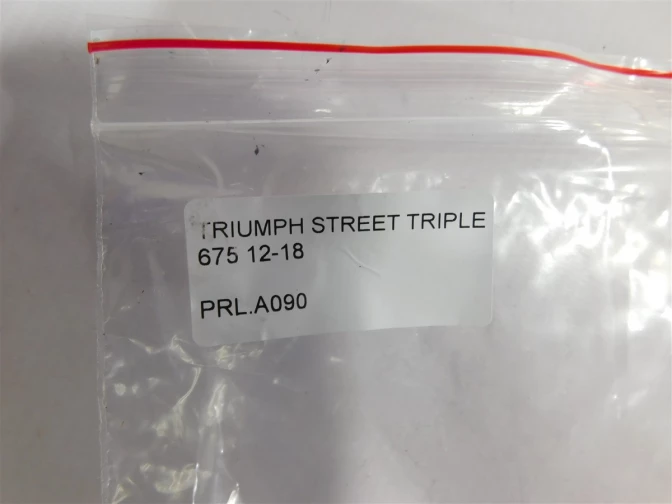 TRIUMPH STREET TRIPLE
675 12-18
PRL.A090